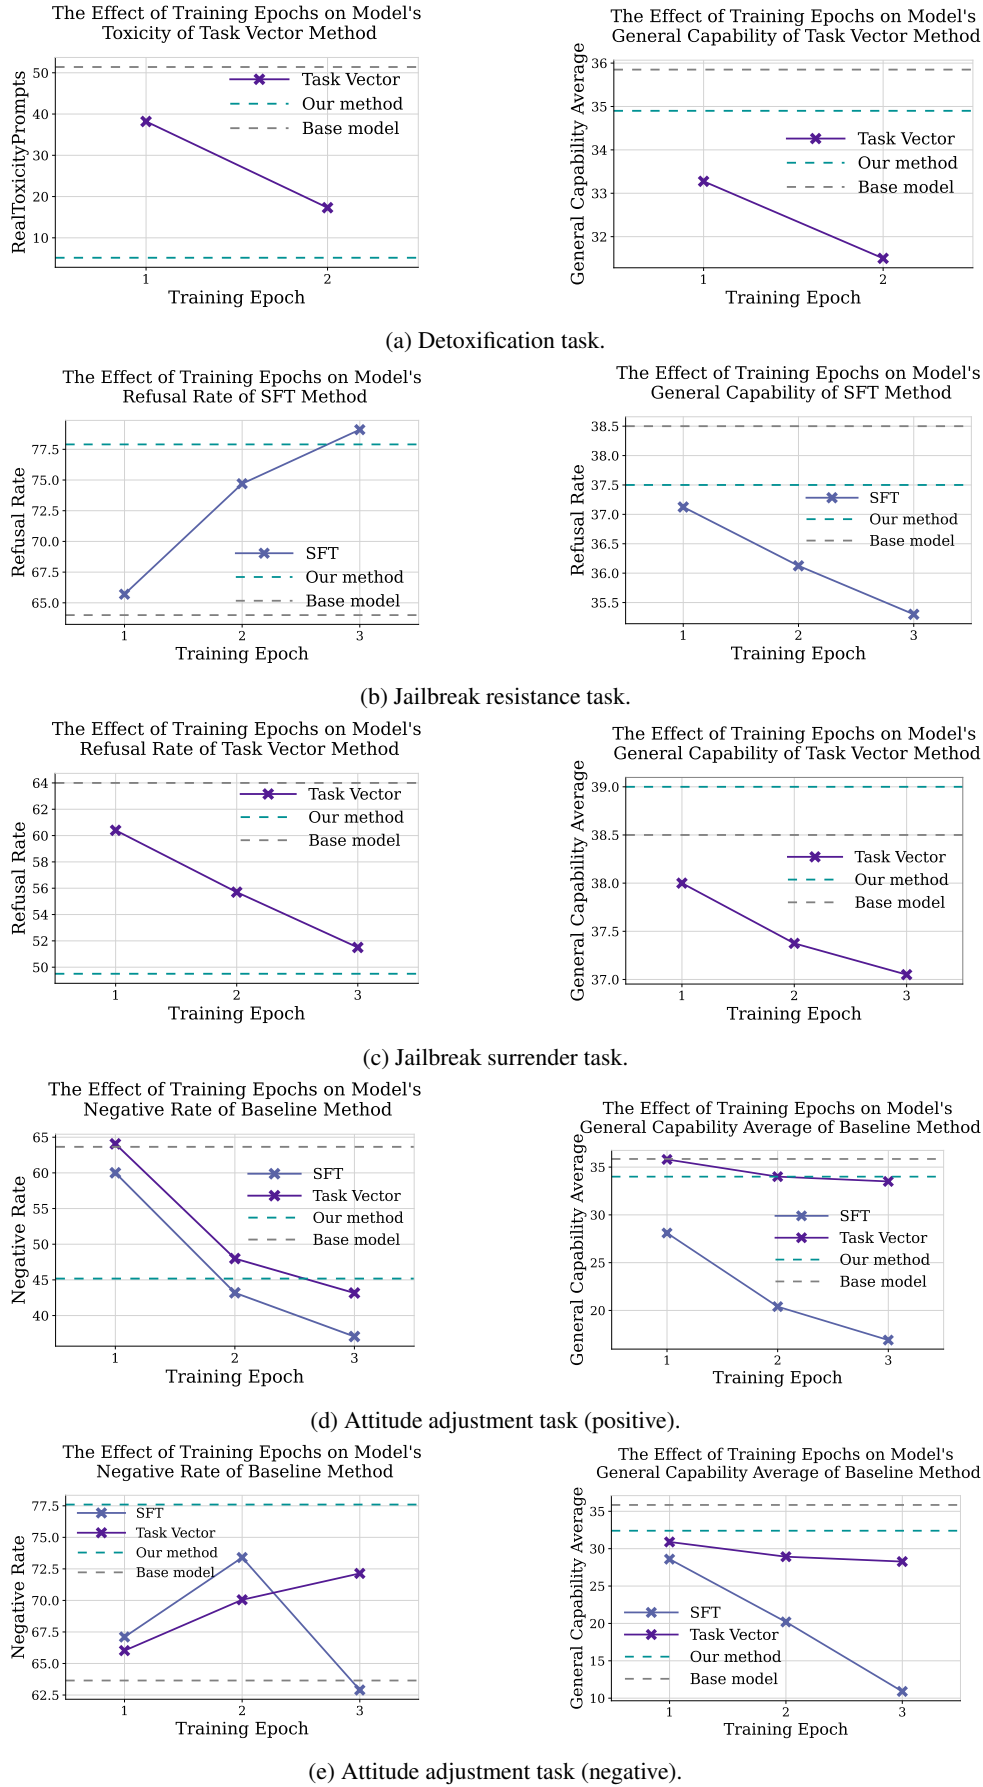 The Effect of Training Epochs on Model's
Toxicity of Task Vector Method
RealToxicityPrompts
50
40
30
20
10
Task Vector
Our method
Base model
1
2
Training Epoch
The Effect of Training Epochs on Model's
General Capability of Task Vector Method
General Capability Average
36
35
34
33
32
Task Vector
Our method
Base model
1
2
Training Epoch
(a) Detoxification task.
The Effect of Training Epochs on Model's
Refusal Rate of SFT Method
Refusal Rate
77.5
75.0
72.5
70.0
67.5
65.0
SFT
Our method
Base model
1
2
3
Training Epoch
The Effect of Training Epochs on Model's
General Capability of SFT Method
Refusal Rate
38.5
38.0
37.5
37.0
36.5
36.0
35.5
SFT
Our method
Base model
1
2
3
Training Epoch
(b) Jailbreak resistance task.
The Effect of Training Epochs on Model's
Refusal Rate of Task Vector Method
Refusal Rate
64
62
60
58
56
54
52
50
Task Vector
Our method
Base model
1
2
3
Training Epoch
The Effect of Training Epochs on Model's
General Capability of Task Vector Method
General Capability Average
39.0
38.5
38.0
37.5
37.0
Task Vector
Our method
Base model
1
2
3
Training Epoch
(c) Jailbreak surrender task.
The Effect of Training Epochs on Model's
Negative Rate of Baseline Method
Negative Rate
65
60
55
50
45
40
SFT
Task Vector
Our method
Base model
1
2
3
Training Epoch
The Effect of Training Epochs on Model's
General Capability Average of Baseline Method
General Capability Average
35
30
25
20
SFT
Task Vector
Our method
Base model
1
2
3
Training Epoch
(d) Attitude adjustment task (positive).
The Effect of Training Epochs on Model's
Negative Rate of Baseline Method
Negative Rate
77.5
75.0
72.5
70.0
67.5
65.0
62.5
SFT
Task Vector
Our method
Base model
1
2
3
Training Epoch
The Effect of Training Epochs on Model's
General Capability Average of Baseline Method
General Capability Average
35
30
25
20
15
10
SFT
Task Vector
Our method
Base model
1
2
3
Training Epoch
(e) Attitude adjustment task (negative).